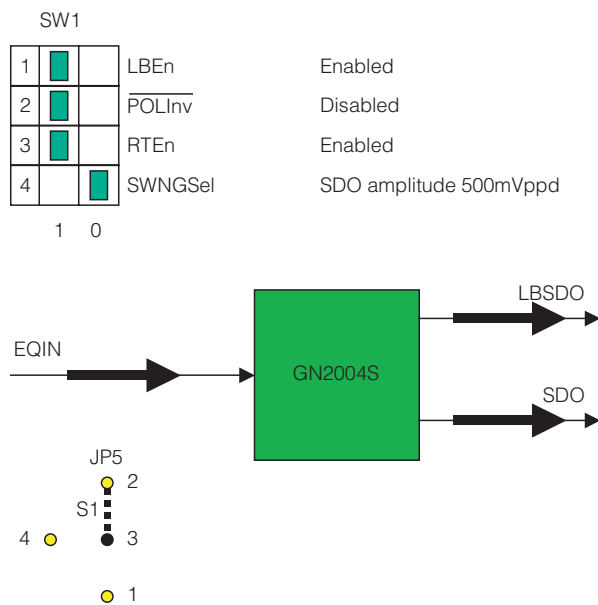 SW1
1 LBEn Enabled
2 POLInv Disabled
3 RTEn Enabled
4 SWNGSel SDO amplitude 500mVppd
1 0
LBSDO
EQIN
GN2004S
SDO
JP5
2
S1
4 3
1